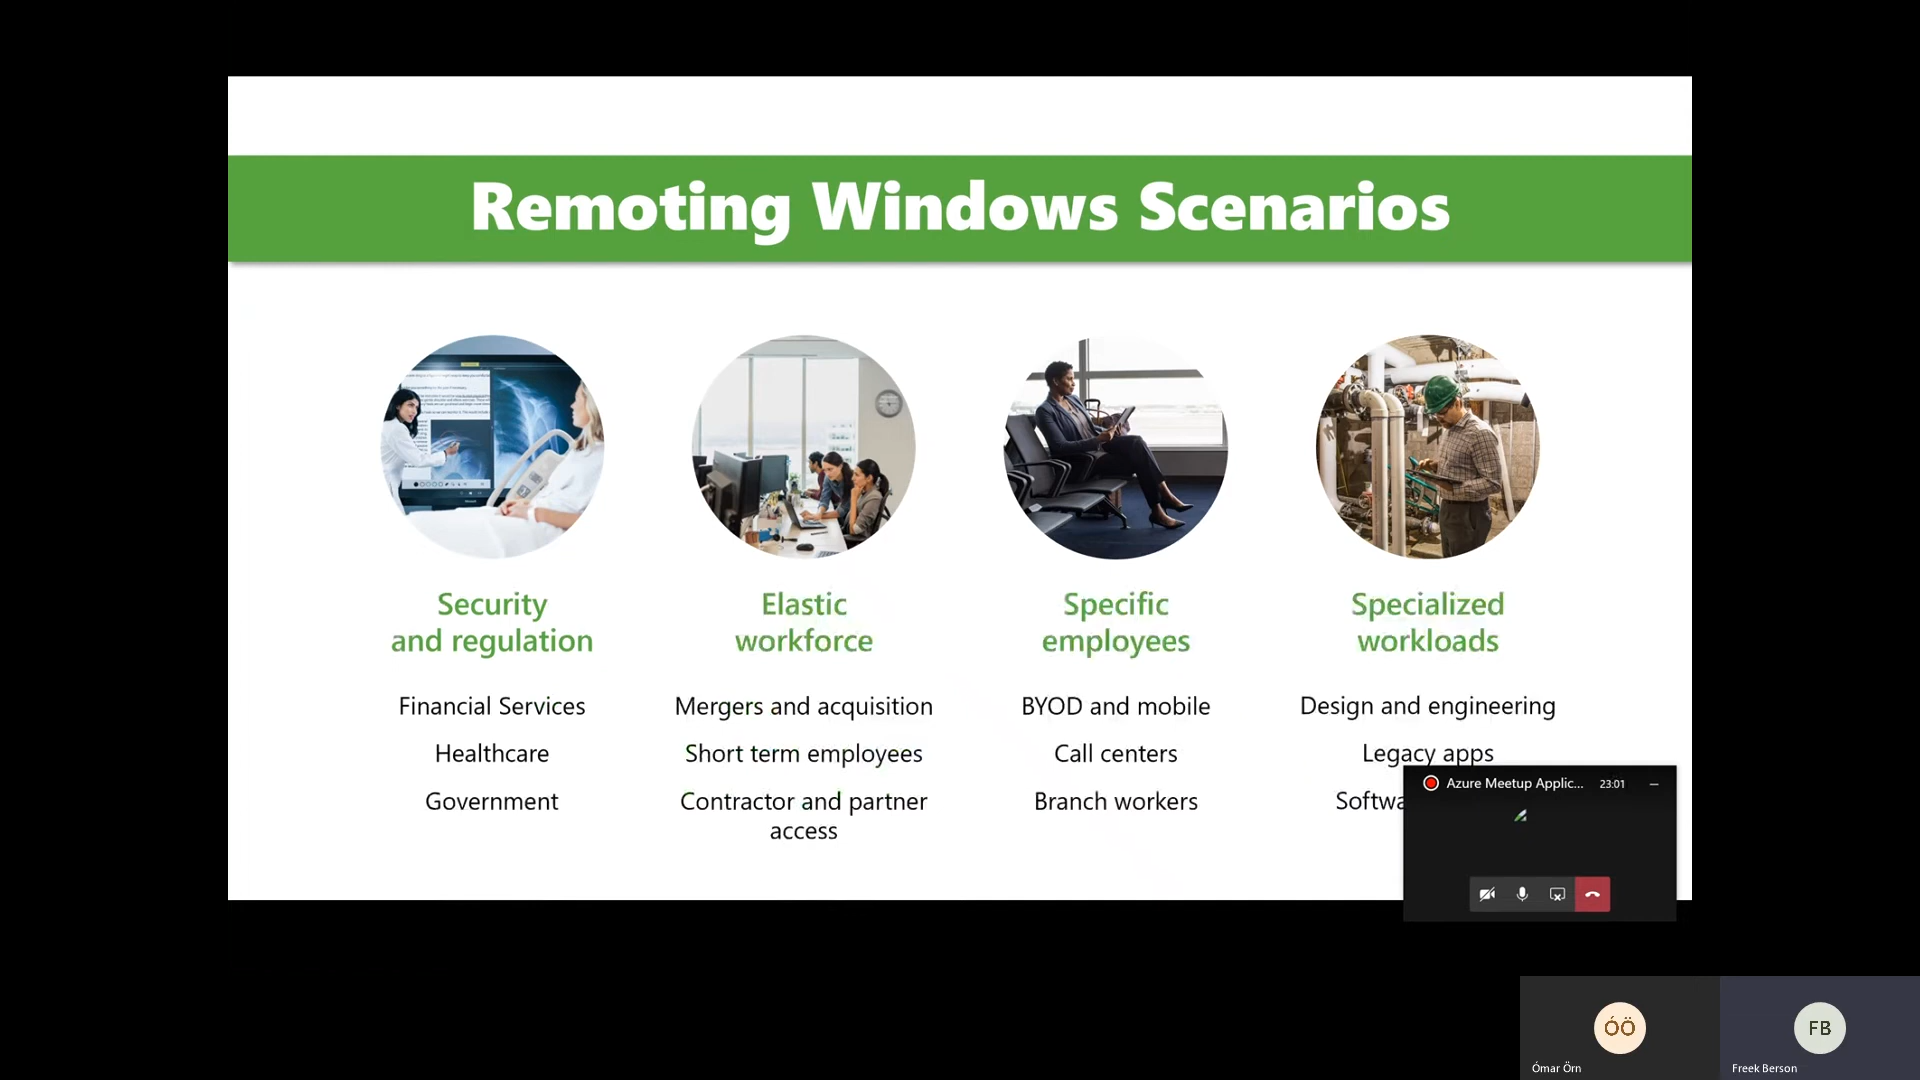 Remoting Windows Scenarios
Security
and regulation
Financial Services
Healthcare
Government
Elastic
workforce
Mergers and acquisition
Short term employees
Contractor and partner
access
Specific
employees
BYOD and mobile
Call centers
Branch workers
Specialized
workloads
Design and engineering
Legacy apps
Azure Meetup Applic... 23:01
ÓÖ
Ómar Örn
FB
Freek Berson